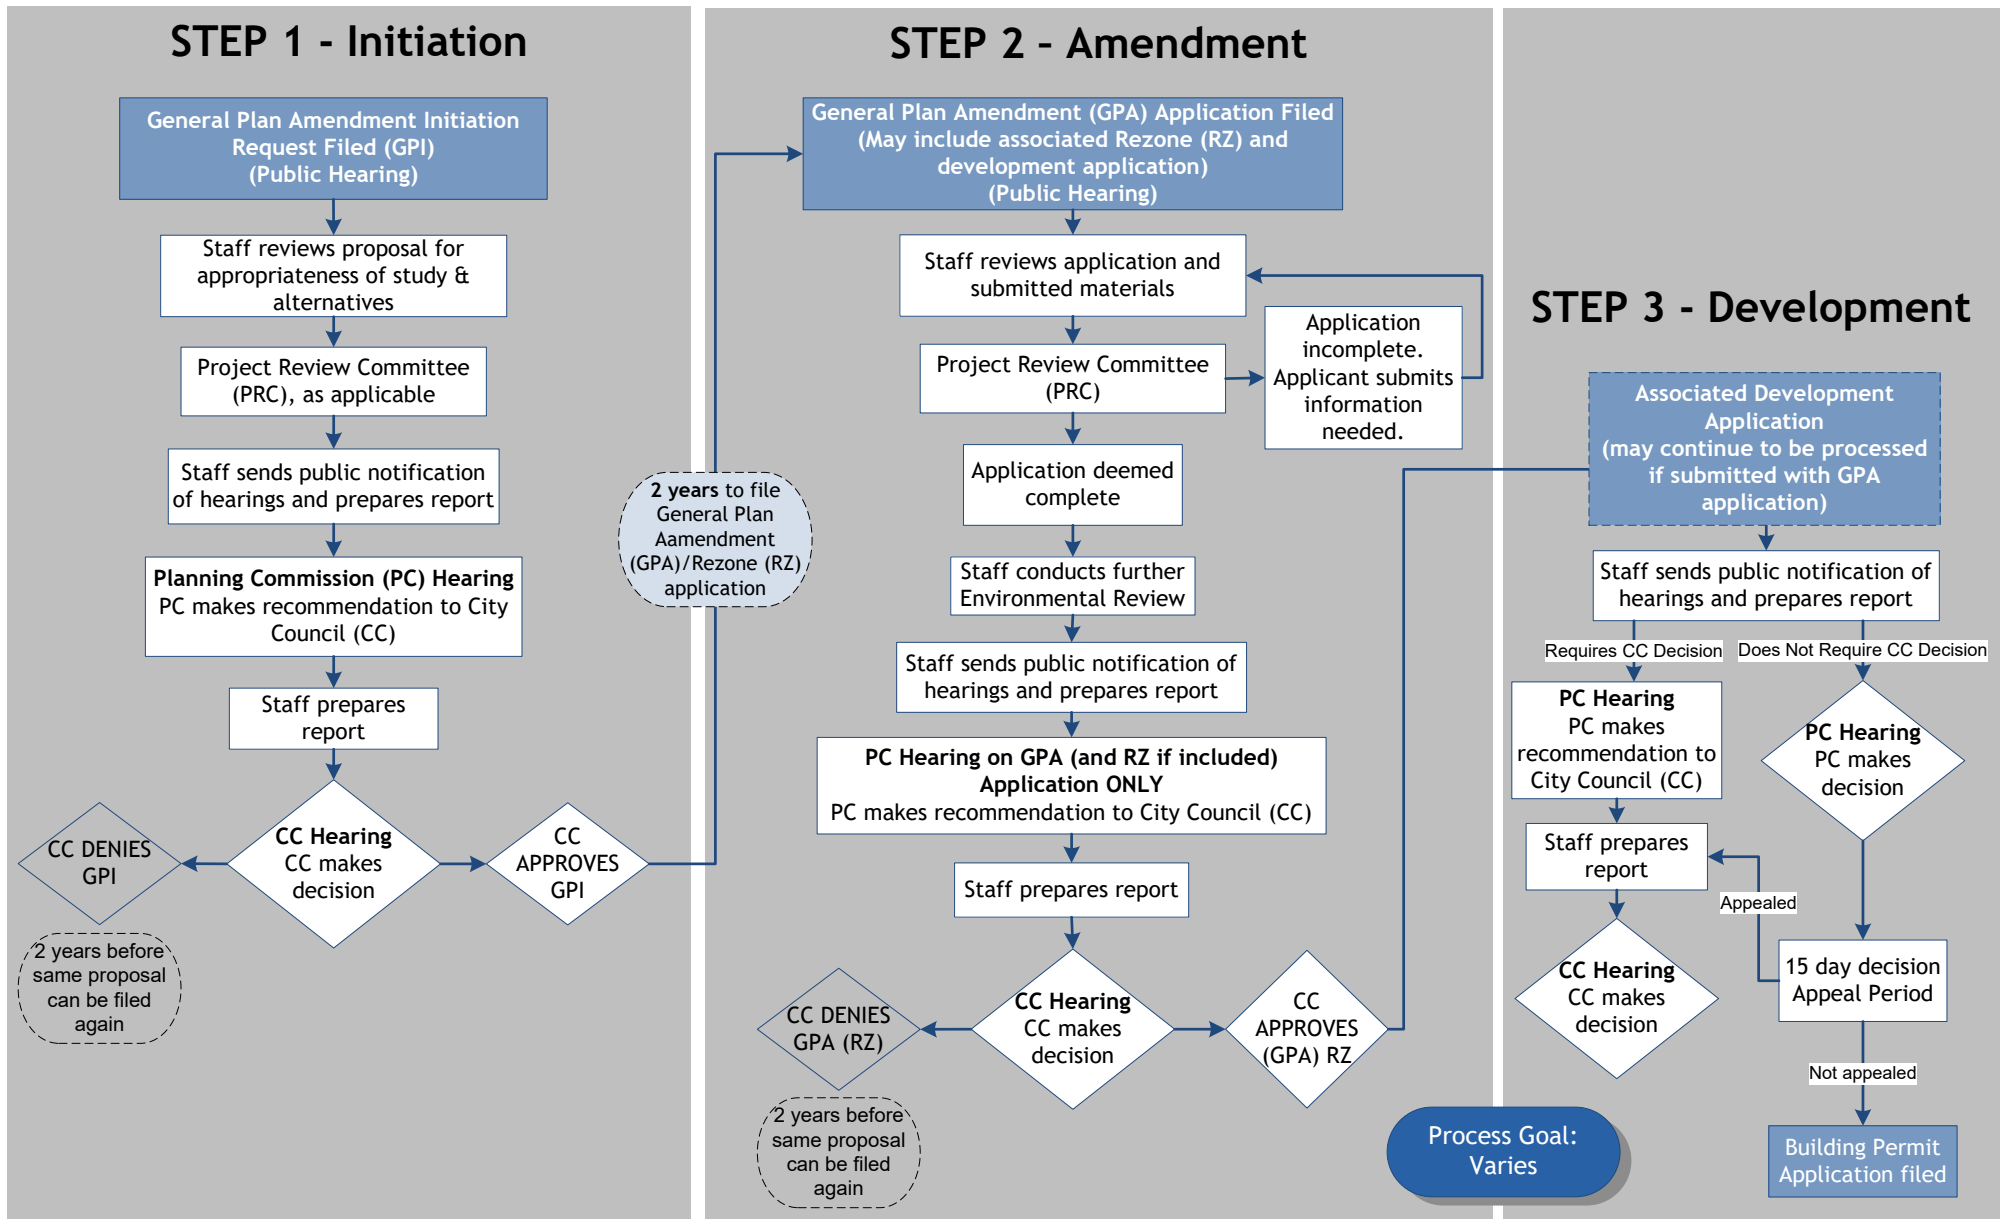 STEP 1 - Initiation
General Plan Amendment Initiation
Request Filed (GPI)
(Public Hearing)
Staff reviews proposal for
appropriateness of study &
alternatives
Project Review Committee
(PRC), as applicable
Staff sends public notification
of hearings and prepares report
Planning Commission (PC) Hearing
PC makes recommendation to City
Council (CC)
Staff prepares
report
CC Hearing
CC makes
decision
CC DENIES
GPI
2 years before
same proposal
can be filed
again
CC
APPROVES
GPI
2 years to file
General Plan
Aamendment
(GPA)/Rezone (RZ)
application
STEP 2 – Amendment
General Plan Amendment (GPA) Application Filed
(May include associated Rezone (RZ) and
development application)
(Public Hearing)
Staff reviews application and
submitted materials
Project Review Committee
(PRC)
Application
incomplete.
Applicant submits
information
needed.
Application deemed
complete
Staff conducts further
Environmental Review
Staff sends public notification of
hearings and prepares report
PC Hearing on GPA (and RZ if included)
Application ONLY
PC makes recommendation to City Council (CC)
Staff prepares report
CC Hearing
CC makes
decision
CC DENIES
GPA (RZ)
2 years before
same proposal
can be filed
again
CC
APPROVES
(GPA) RZ
STEP 3 - Development
Associated Development
Application
(may continue to be processed
if submitted with GPA
application)
Staff sends public notification of
hearings and prepares report
Requires CC Decision
Does Not Require CC Decision
PC Hearing
PC makes
recommendation to
City Council (CC)
Staff prepares
report
CC Hearing
CC makes
decision
PC Hearing
PC makes
decision
Appealed
15 day decision
Appeal Period
Not appealed
Building Permit
Application filed
Process Goal:
Varies